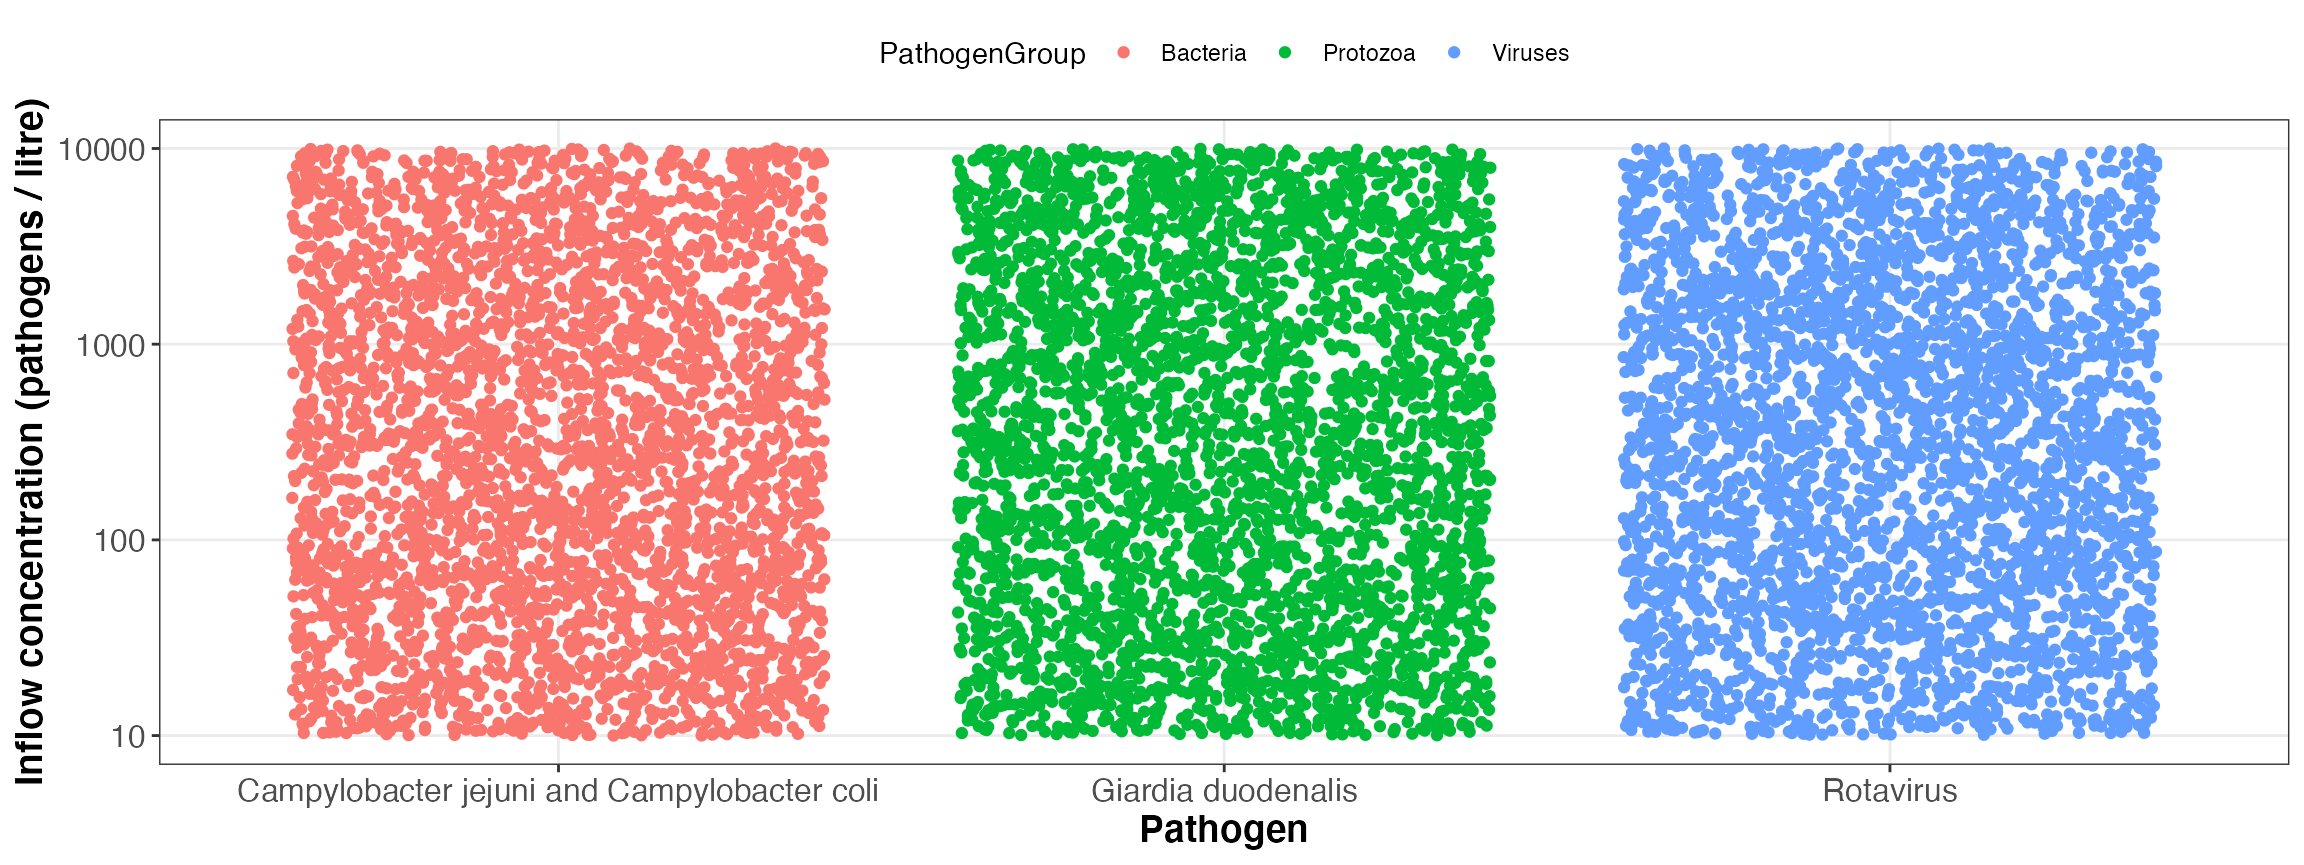 PathogenGroup Bacteria Protozoa Viruses
Inflow concentration (pathogens / litre)
10000
1000
100
10
Campylobacter jejuni and Campylobacter coli Giardia duodenalis Rotavirus
Pathogen